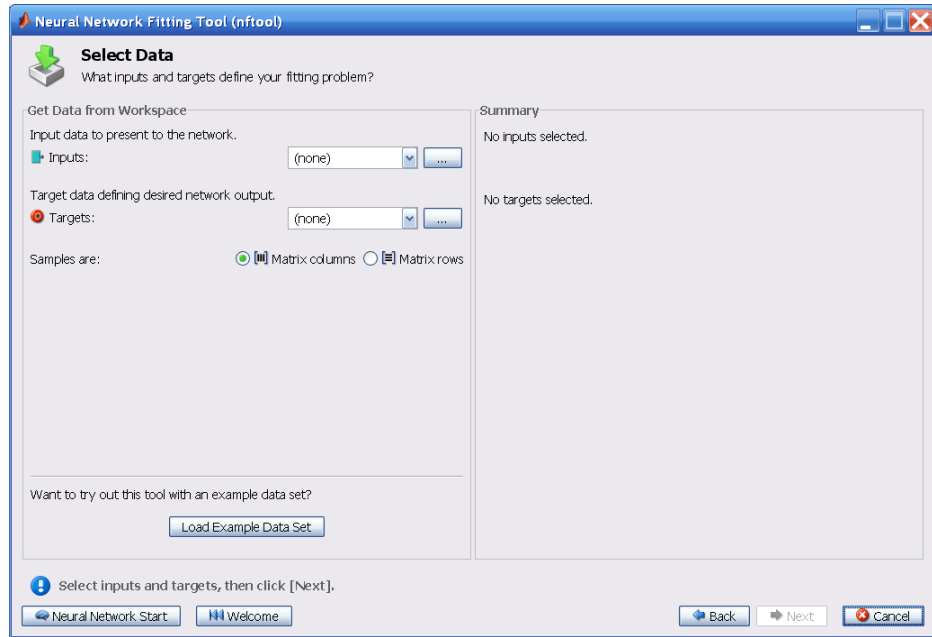 Neural Network Fitting Tool (nftool)
Select Data
What inputs and targets define your fitting problem?
Get Data from Workspace
Input data to present to the network.
Inputs: (none) ...
Target data defining desired network output.
Targets: (none) ...
Samples are: Matrix columns Matrix rows
Want to try out this tool with an example data set?
Load Example Data Set
Summary
No inputs selected.
No targets selected.
Select inputs and targets, then click [Next].
Neural Network Start Welcome Back Next Cancel